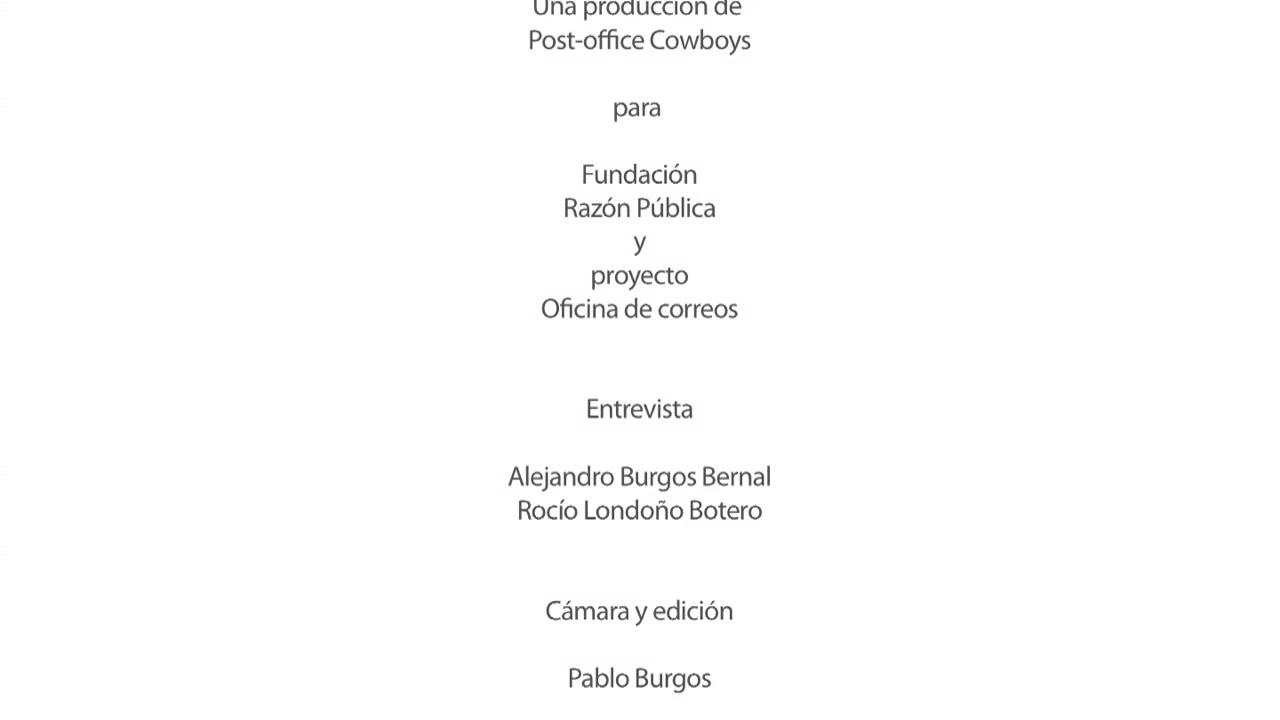 Una producción de
Post-office Cowboys
para
Fundación
Razón Pública
y
proyecto
Oficina de correos
Entrevista
Alejandro Burgos Bernal
Rocío Londoño Botero
Cámara y edición
Pablo Burgos